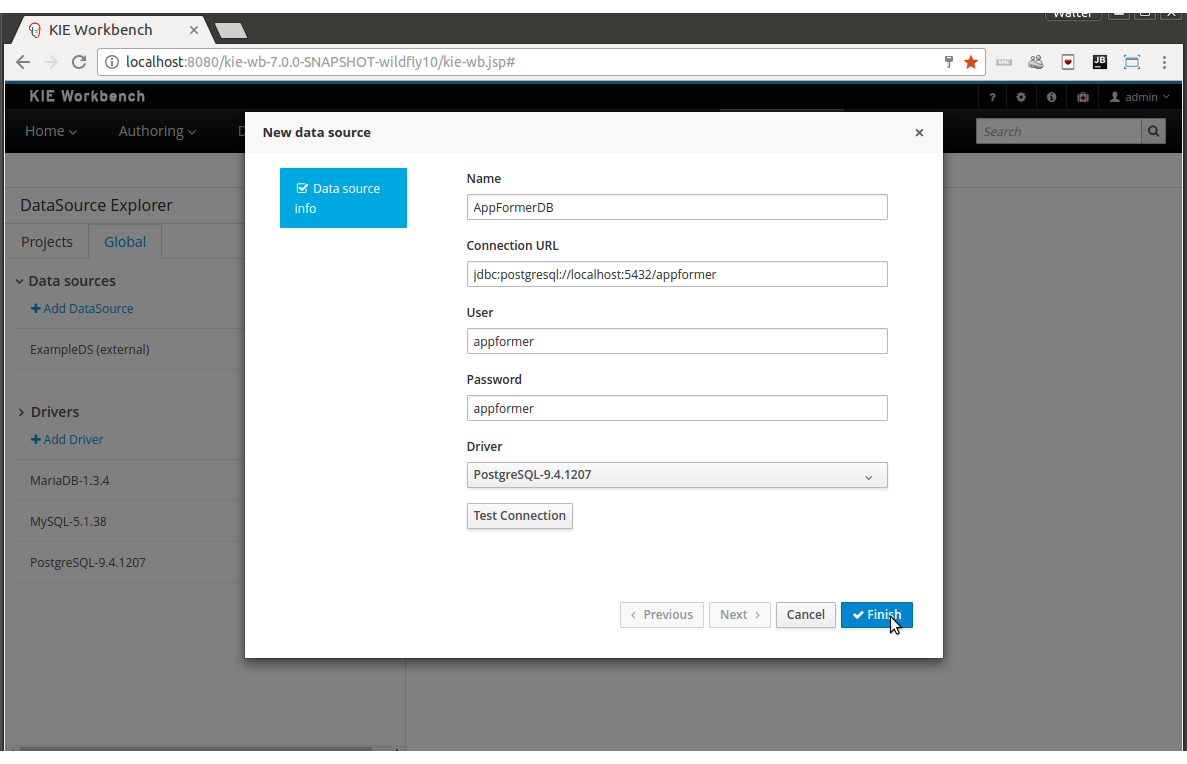 Walter
KIE Workbench
localhost:8080/kie-wb-7.0.0-SNAPSHOT-wildfly10/kie-wb.jsp#
JB
KIE Workbench
? admin
Home Authoring D
Search
New data source ×
Data source
info
Name
AppFormerDB
Connection URL
jdbc:postgresql://localhost:5432/appformer
User
appformer
Password
appformer
Driver
PostgreSQL-9.4.1207
Test Connection
< Previous Next > Cancel Finish
DataSource Explorer
Projects Global
Data sources
+ Add DataSource
ExampleDS (external)
Drivers
+ Add Driver
MariaDB-1.3.4
MySQL-5.1.38
PostgreSQL-9.4.1207